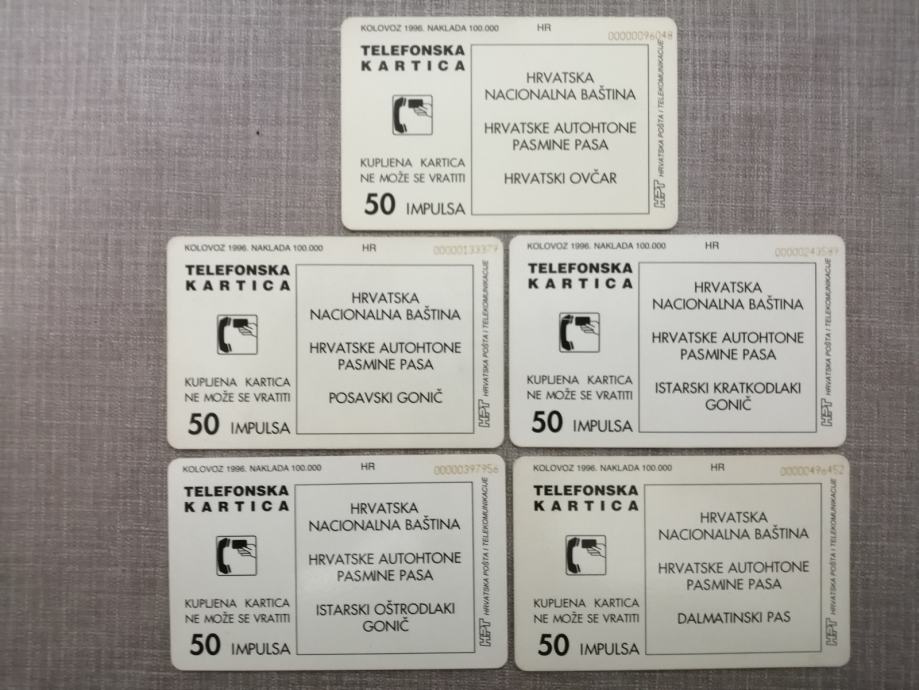 KOLOVOZ 1996. NAKLADA 100.000
HR
00000096048
TELEFONSKA
KARTICA
KUPLJENA KARTICA
NE MOŽE SE VRATITI
50 IMPULSA
HRVATSKA
NACIONALNA BAŠTINA
HRVATSKE AUTOHTONE
PASMINE PASA
HRVATSKI OVČAR
HPT HRVATSKA POŠTA I TELEKOMUNIKACIJE
KOLOVOZ 1996. NAKLADA 100.000
HR
00000133379
TELEFONSKA
KARTICA
KUPLJENA KARTICA
NE MOŽE SE VRATITI
50 IMPULSA
HRVATSKA
NACIONALNA BAŠTINA
HRVATSKE AUTOHTONE
PASMINE PASA
POSAVSKI GONIČ
HPT HRVATSKA POŠTA I TELEKOMUNIKACIJE
KOLOVOZ 1996. NAKLADA 100.000
HR
TELEFONSKA
KARTICA
KUPLJENA KARTICA
NE MOŽE SE VRATITI
50 IMPULSA
HRVATSKA
NACIONALNA BAŠTINA
HRVATSKE AUTOHTONE
PASMINE PASA
ISTARSKI KRATKODLAKI
GONIČ
HPT HRVATSKA POŠTA I TELEKOMUNIKACIJE
KOLOVOZ 1996. NAKLADA 100.000
HR
00000397956
TELEFONSKA
KARTICA
KUPLJENA KARTICA
NE MOŽE SE VRATITI
50 IMPULSA
HRVATSKA
NACIONALNA BAŠTINA
HRVATSKE AUTOHTONE
PASMINE PASA
ISTARSKI OŠTRODLAKI
GONIČ
HPT HRVATSKA POŠTA I TELEKOMUNIKACIJE
KOLOVOZ 1996. NAKLADA 100.000
HR
00000496452
TELEFONSKA
KARTICA
KUPLJENA KARTICA
NE MOŽE SE VRATITI
50 IMPULSA
HRVATSKA
NACIONALNA BAŠTINA
HRVATSKE AUTOHTONE
PASMINE PASA
DALMATINSKI PAS
HPT HRVATSKA POŠTA I TELEKOMUNIKACIJE